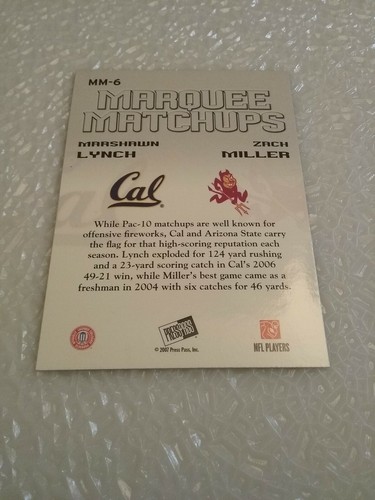 MM-6
MARQUEE
MATCHUPS
MARSHAWN ZACH
LYNCH MILLER
Cal
While Pac-10 matchups are well known for
offensive fireworks, Cal and Arizona State carry
the flag for that high-scoring reputation each
season. Lynch exploded for 124 yard rushing
and a 23-yard scoring catch in Cal's 2006
49-21 win, while Miller's best game came as a
freshman in 2004 with six catches for 46 yards.
PRESS PASS
© 2007 Press Pass, Inc.
NFL PLAYERS